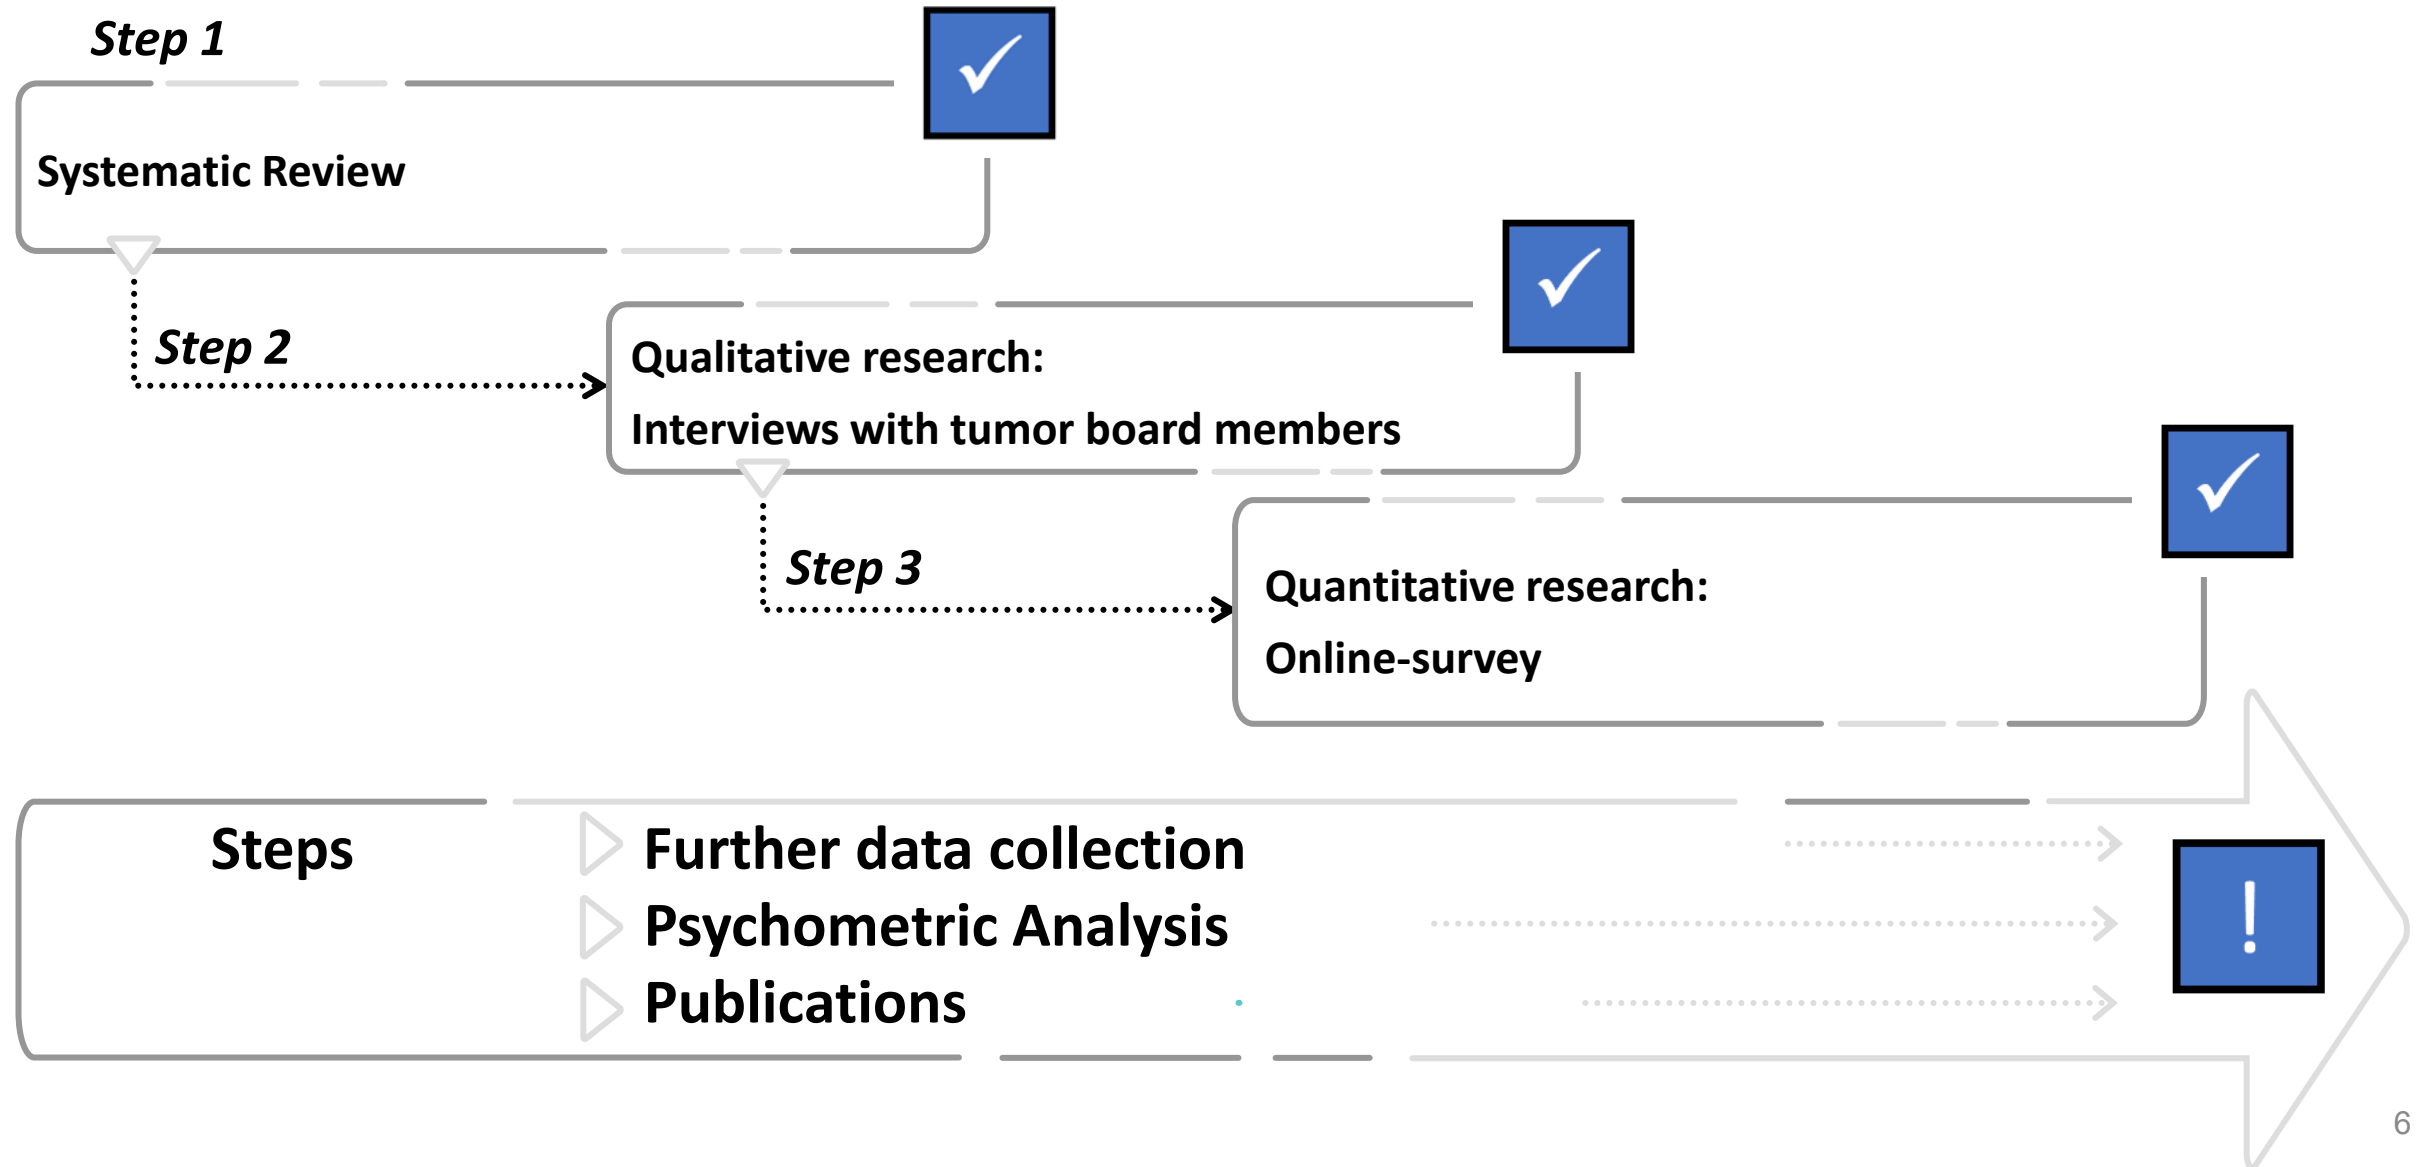 Step 1
Systematic Review
Step 2
Qualitative research:
Interviews with tumor board members
Step 3
Quantitative research:
Online-survey
Steps
Further data collection
Psychometric Analysis
Publications
!
6